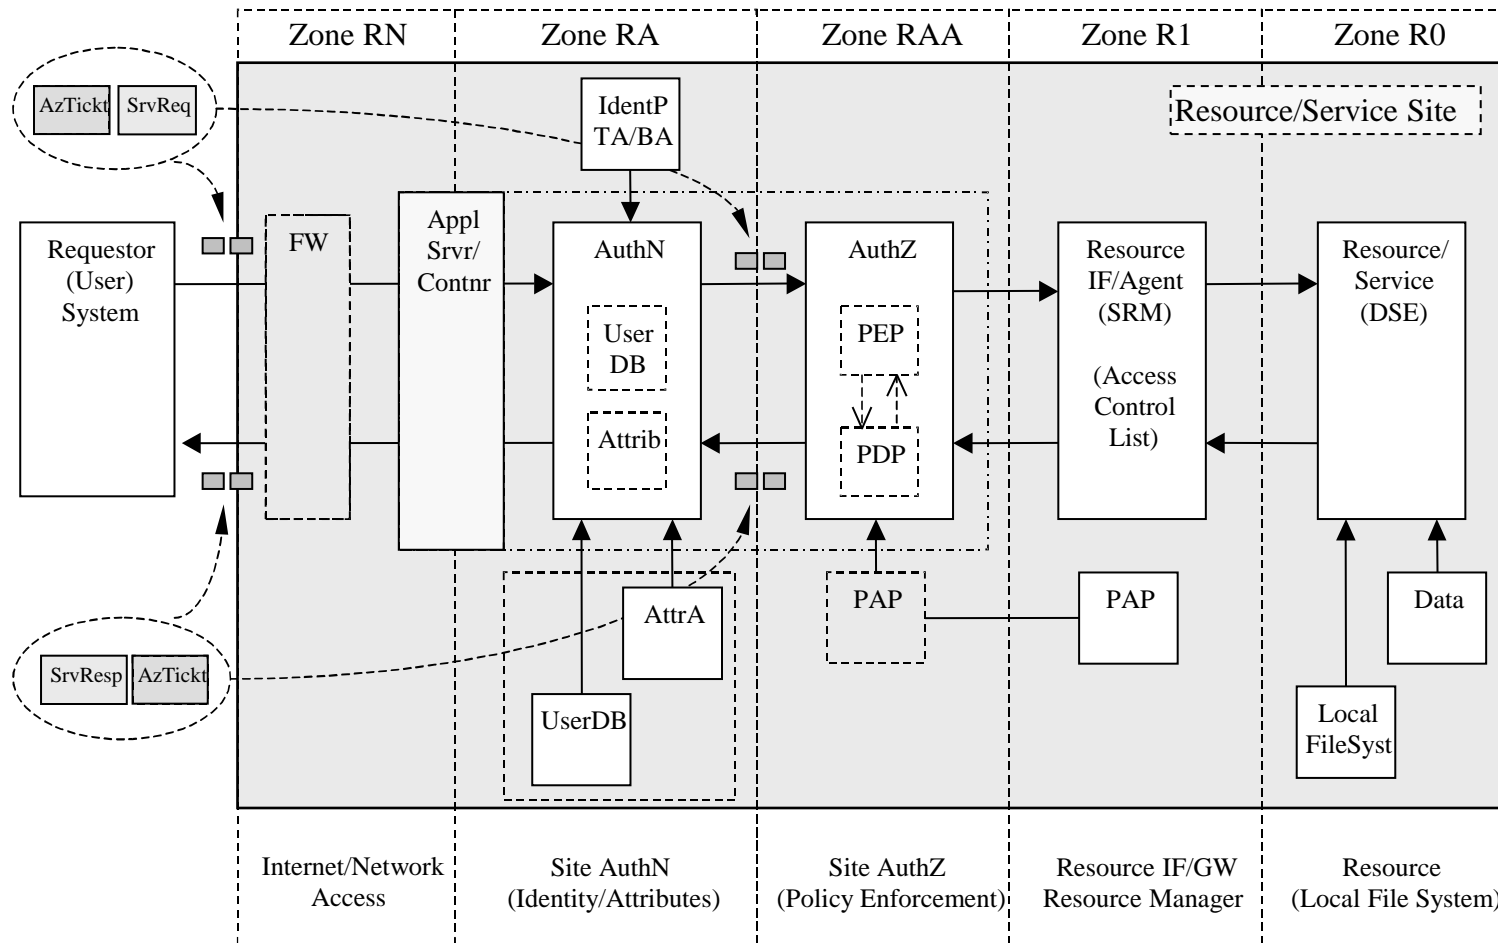 Zone RN
Zone RA
Zone RAA
Zone R1
Zone R0
AzTickt
SrvReq
IdentP
TA/BA
Resource/Service Site
Requestor
(User)
System
FW
Appl
Srvr/
Contnr
AuthN
User
DB
Attrib
AuthZ
PEP
PDP
Resource
IF/Agent
(SRM)
(Access
Control
List)
Resource/
Service
(DSE)
SrvResp
AzTickt
AttrA
UserDB
PAP
PAP
Data
Local
FileSyst
Internet/Network
Access
Site AuthN
(Identity/Attributes)
Site AuthZ
(Policy Enforcement)
Resource IF/GW
Resource Manager
Resource
(Local File System)